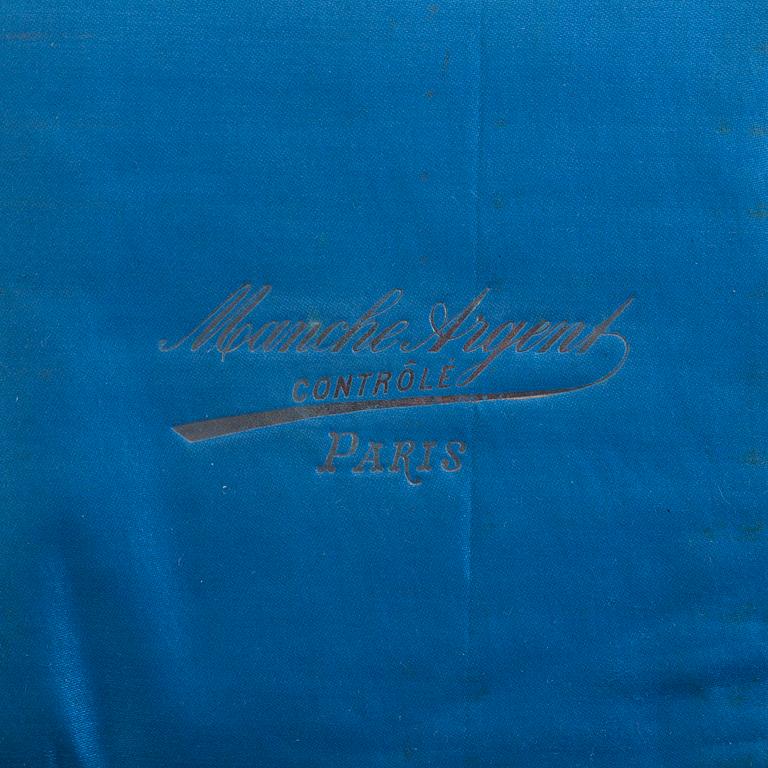 Manche Argent
CONTRÔLÉ
PARIS